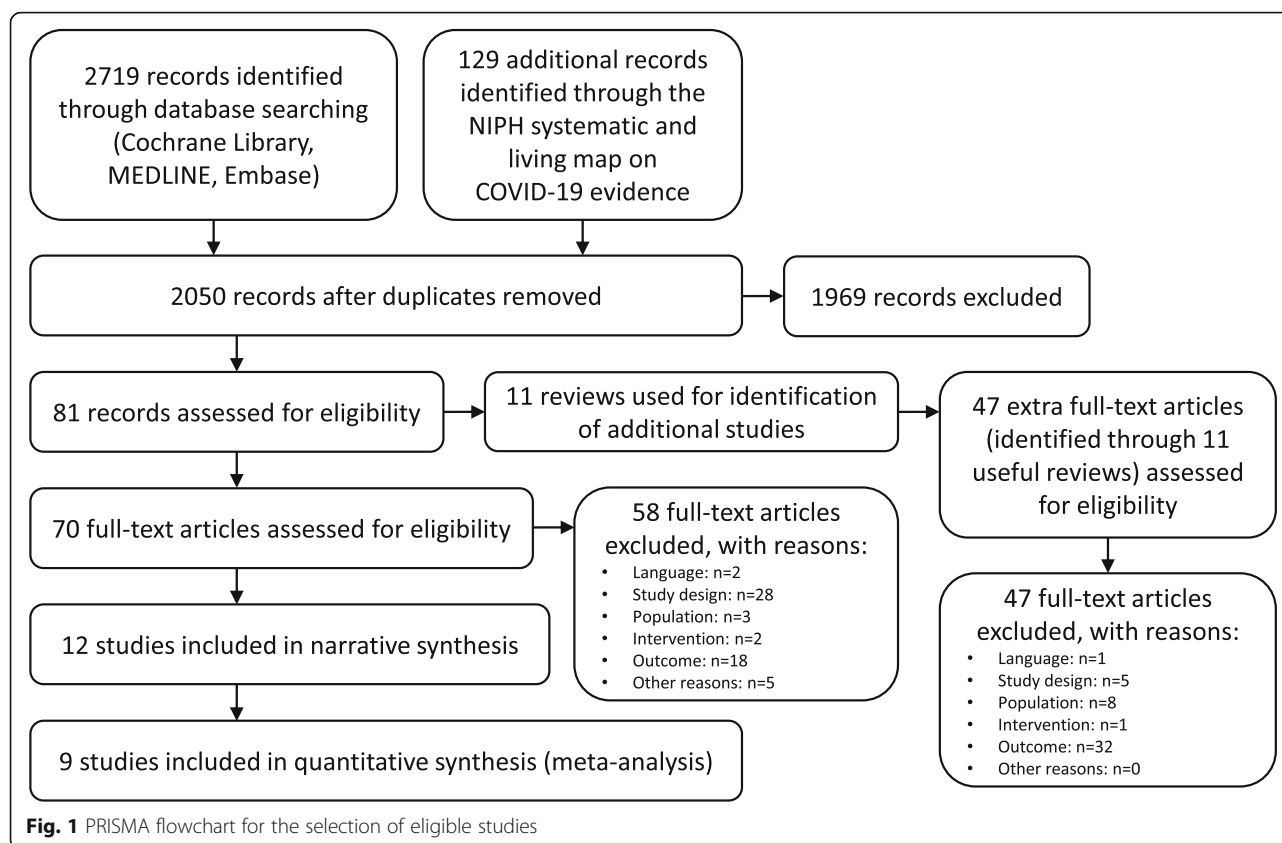 2719 records identified
through database searching
(Cochrane Library,
MEDLINE, Embase)
129 additional records
identified through the
NIPH systematic and
living map on
COVID-19 evidence
2050 records after duplicates removed
1969 records excluded
81 records assessed for eligibility
11 reviews used for identification
of additional studies
47 extra full-text articles
(identified through 11
useful reviews) assessed
for eligibility
70 full-text articles assessed for eligibility
58 full-text articles
excluded, with reasons:
• Language: n=2
• Study design: n=28
• Population: n=3
• Intervention: n=2
• Outcome: n=18
• Other reasons: n=5
47 full-text articles
excluded, with reasons:
• Language: n=1
• Study design: n=5
• Population: n=8
• Intervention: n=1
• Outcome: n=32
• Other reasons: n=0
12 studies included in narrative synthesis
9 studies included in quantitative synthesis (meta-analysis)
Fig. 1 PRISMA flowchart for the selection of eligible studies